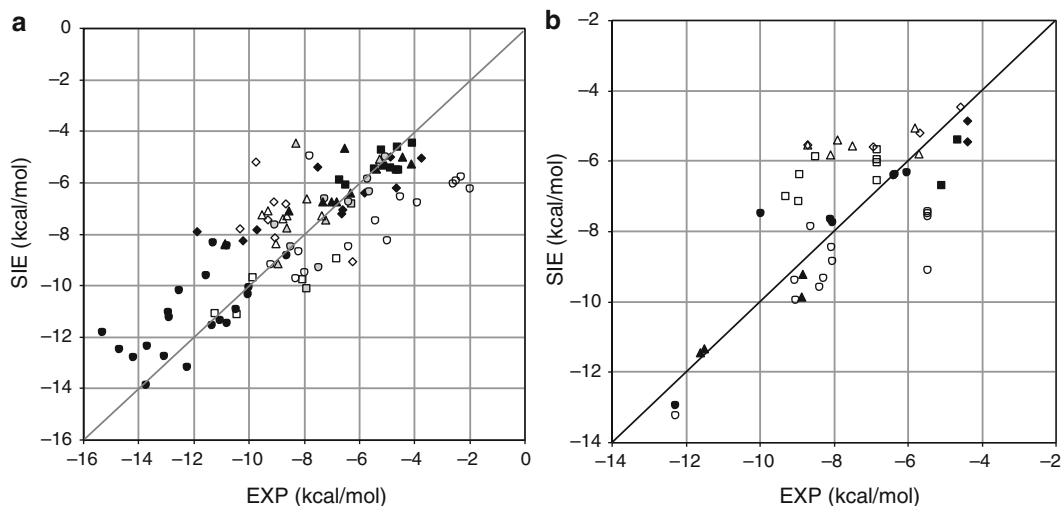 a
0
−2
−4
−6
−8
−10
−12
−14
−16
−16 −14 −12 −10 −8 −6 −4 −2 0
SIE (kcal/mol)
EXP (kcal/mol)
b
−2
−4
−6
−8
−10
−12
−14
−14 −12 −10 −8 −6 −4 −2
SIE (kcal/mol)
EXP (kcal/mol)